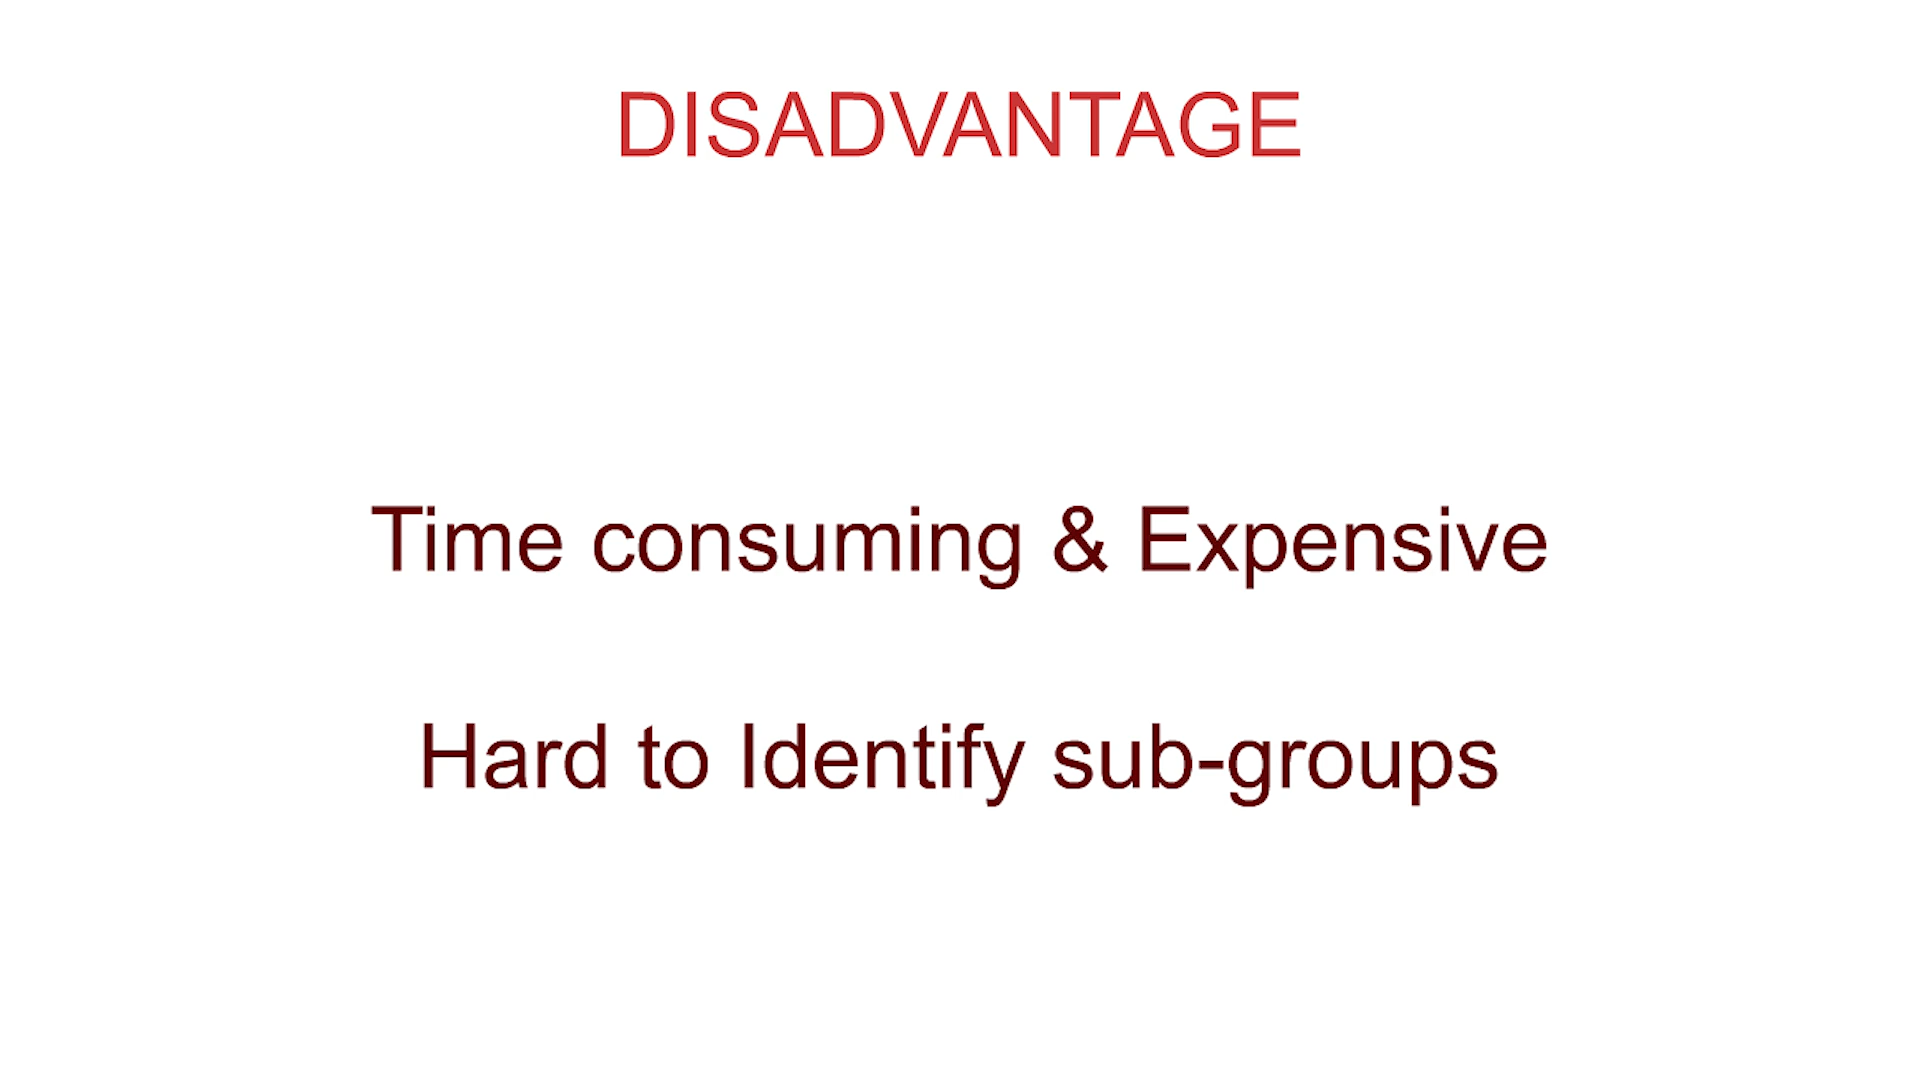 DISADVANTAGE
Time consuming & Expensive
Hard to Identify sub-groups